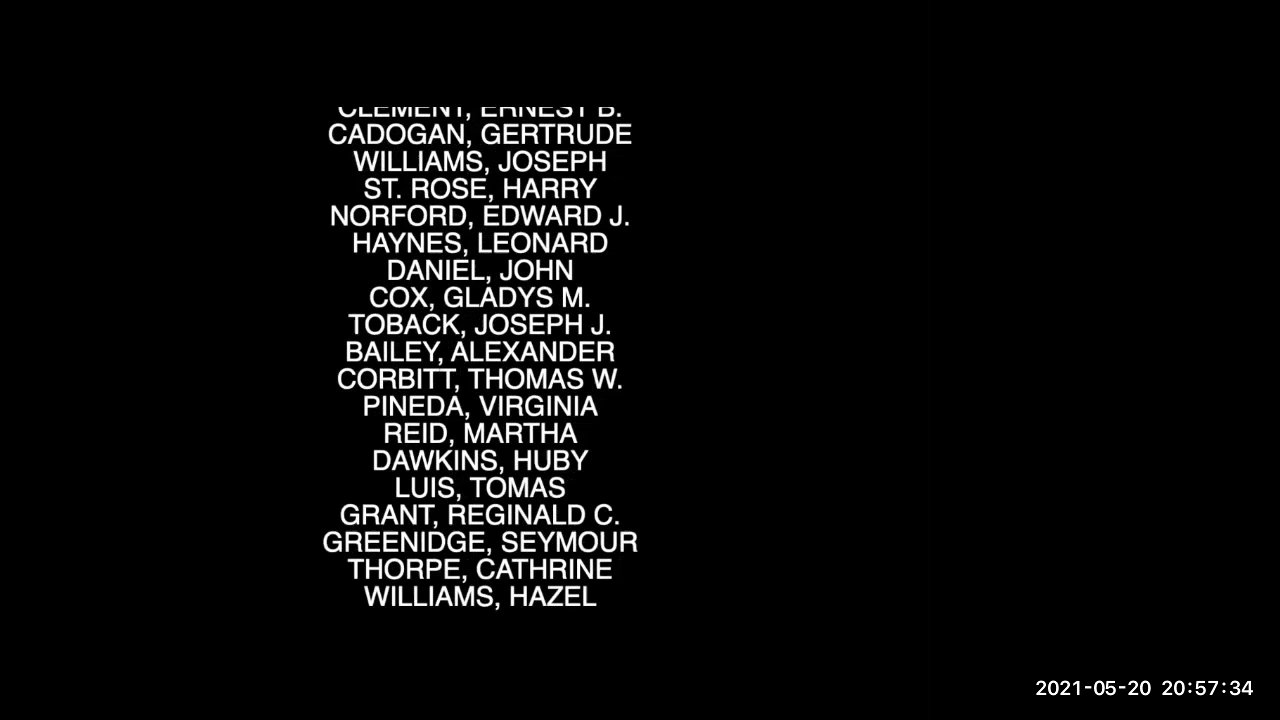 CLEMENT, ERNEST B.
CADOGAN, GERTRUDE
WILLIAMS, JOSEPH
ST. ROSE, HARRY
NORFORD, EDWARD J.
HAYNES, LEONARD
DANIEL, JOHN
COX, GLADYS M.
TOBACK, JOSEPH J.
BAILEY, ALEXANDER
CORBITT, THOMAS W.
PINEDA, VIRGINIA
REID, MARTHA
DAWKINS, HUBY
LUIS, TOMAS
GRANT, REGINALD C.
GREENIDGE, SEYMOUR
THORPE, CATHRINE
WILLIAMS, HAZEL
2021-05-20 20:57:34